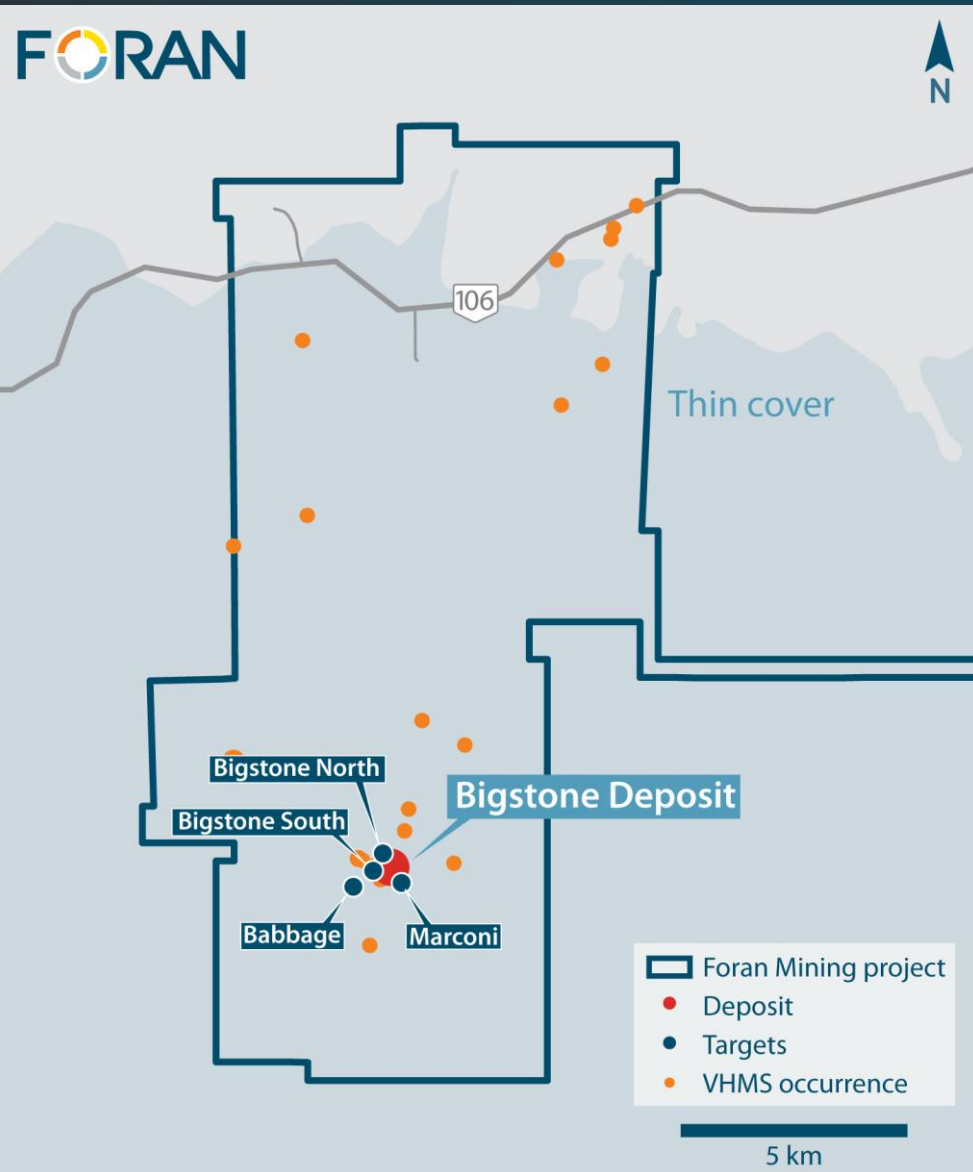 FORAN
N
106
Thin cover
Bigstone North
Bigstone Deposit
Bigstone South
Babbage
Marconi
Foran Mining project
Deposit
Targets
VHMS occurrence
5 km